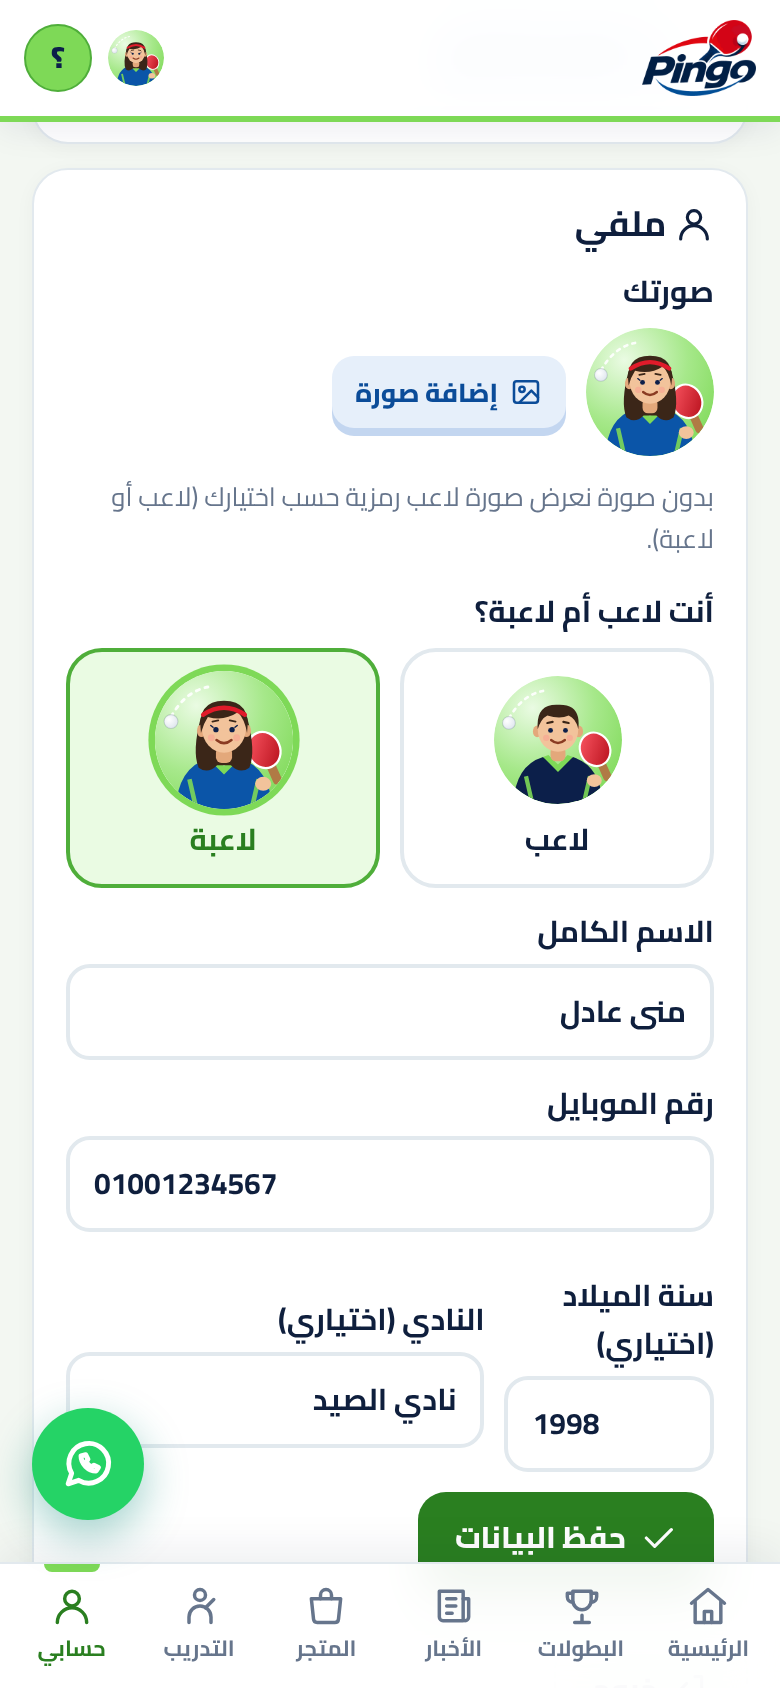 Pingo
؟
ملفي
صورتك
إضافة صورة
بدون صورة نعرض صورة لاعب رمزية حسب اختيارك (لاعب أو
لاعبة).
أنت لاعب أم لاعبة؟
لاعب
لاعبة
الاسم الكامل
منى عادل
رقم الموبايل
01001234567
سنة الميلاد
(اختياري)
1998
النادي (اختياري)
نادي الصيد
حفظ البيانات
الرئيسية
البطولات
الأخبار
المتجر
التدريب
حسابي